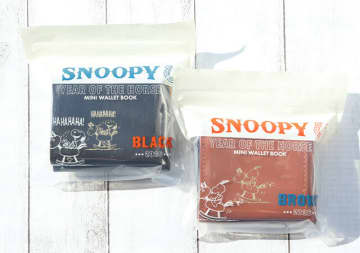 SNOOPY
YEAR OF THE HORSE
MINI WALLET BOOK
HAHAHAHA!
HAHAHAHA!
BLACK
SNOOPY
YEAR OF THE HORSE
MINI WALLET BOOK
BROW